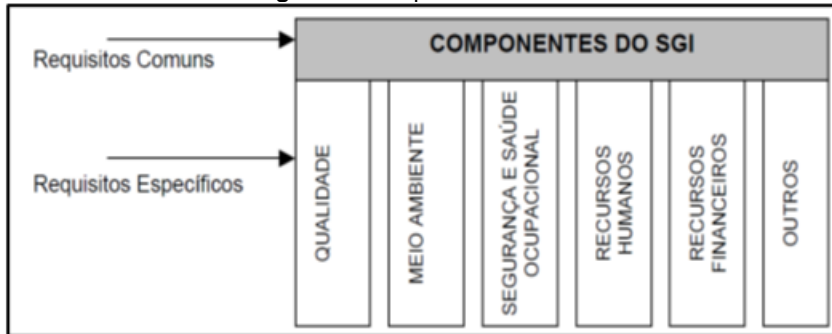 COMPONENTES DO SGI
Requisitos Comuns
Requisitos Específicos
QUALIDADE
MEIO AMBIENTE
SEGURANÇA E SAÚDE
OCUPACIONAL
RECURSOS
HUMANOS
RECURSOS
FINANCEIROS
OUTROS